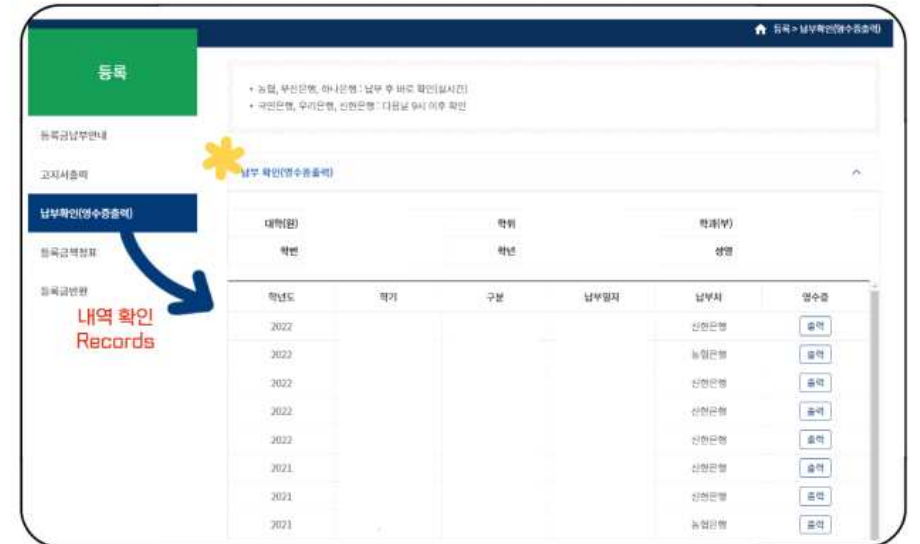 등록 > 납부확인(영수증출력)
등록
• 농협, 부산은행, 하나은행 : 납부 후 바로 확인(실시간)
• 국민은행, 우리은행, 신한은행 : 다음날 9시 이후 확인
등록금납부안내
고지서출력
납부확인(영수증출력)
등록금책정표
등록금반환
내역 확인
Records
납부 확인(영수증출력)
대학(원) 학위 학과(부)
학번 학년 성명
학년도 학기 구분 납부일자 납부처 영수증
2022 신한은행 출력
2022 농협은행 출력
2022 신한은행 출력
2022 신한은행 출력
2022 신한은행 출력
2021 신한은행 출력
2021 신한은행 출력
2021 농협은행 출력